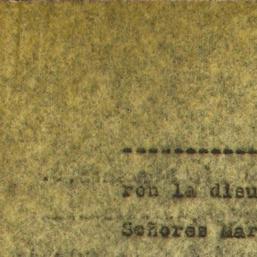 ----------
ron la disu
Señores Mar